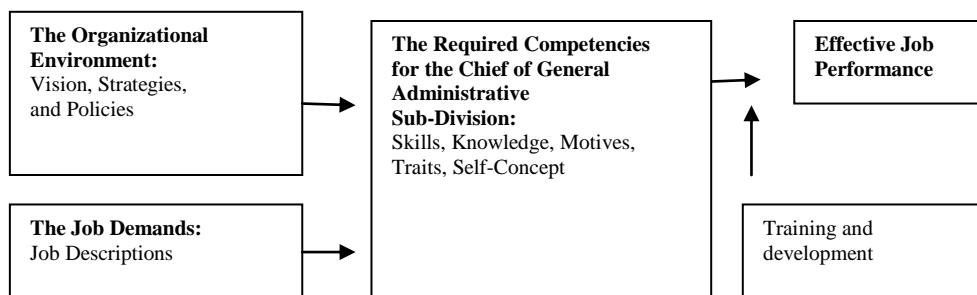 The Organizational
Environment:
Vision, Strategies,
and Policies
The Job Demands:
Job Descriptions
The Required Competencies
for the Chief of General
Administrative
Sub-Division:
Skills, Knowledge, Motives,
Traits, Self-Concept
Effective Job
Performance
Training and
development